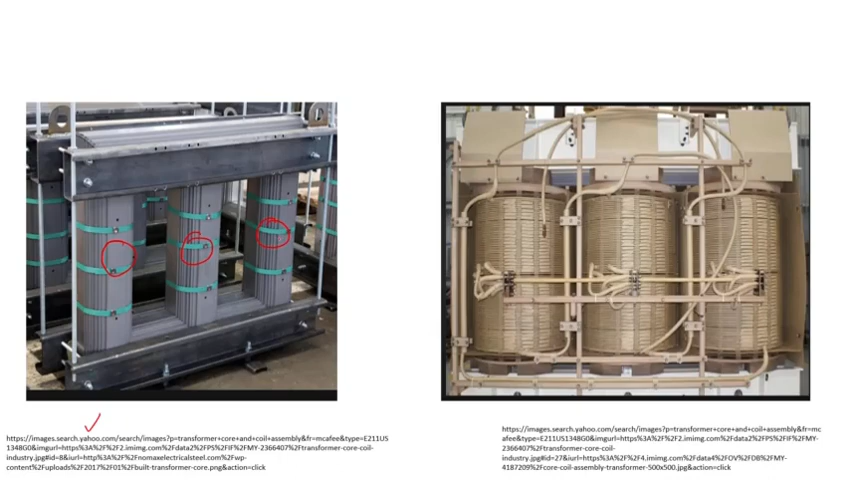 https://images.search.yahoo.com/search/images?p=transformer+core+and+coil+assembly&fr=mcafee&type=E211US
1348G0&imgurl=https%3A%2F%2F2.imimg.com%2Fdata2%2FPS%2FIF%2FMY-2366407%2Ftransformer-core-coil-
industry.jpg#id=8&iurl=http%3A%2F%2Fnomaxelectricalsteel.com%2Fwp-
content%2Fuploads%2F2017%2F01%2Fbuilt-transformer-core.png&action=click
https://images.search.yahoo.com/search/images?p=transformer+core+and+coil+assembly&fr=mc
afee&type=E211US1348G0&imgurl=https%3A%2F%2F2.imimg.com%2Fdata2%2FPS%2FIF%2FMY-
2366407%2Ftransformer-core-coil-
industry.jpg#id=27&iurl=https%3A%2F%2F4.imimg.com%2Fdata4%2FOV%2FDB%2FMY-
4187209%2Fcore-coil-assembly-transformer-500x500.jpg&action=click